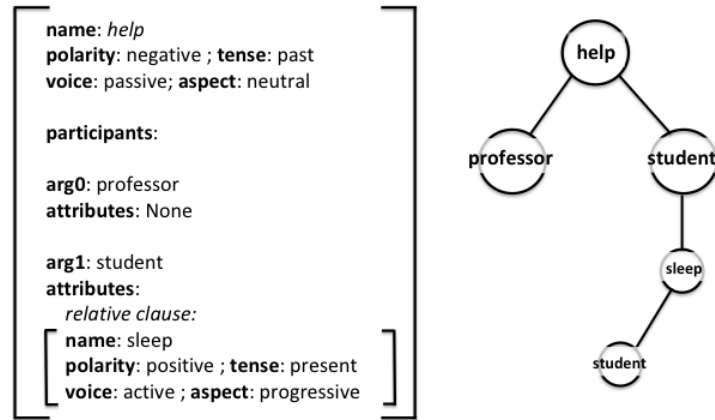 name: help
polarity: negative ; tense: past
voice: passive; aspect: neutral
participants:
arg0: professor
attributes: None
arg1: student
attributes:
relative clause:
name: sleep
polarity: positive ; tense: present
voice: active ; aspect: progressive
help
professor
student
sleep
student